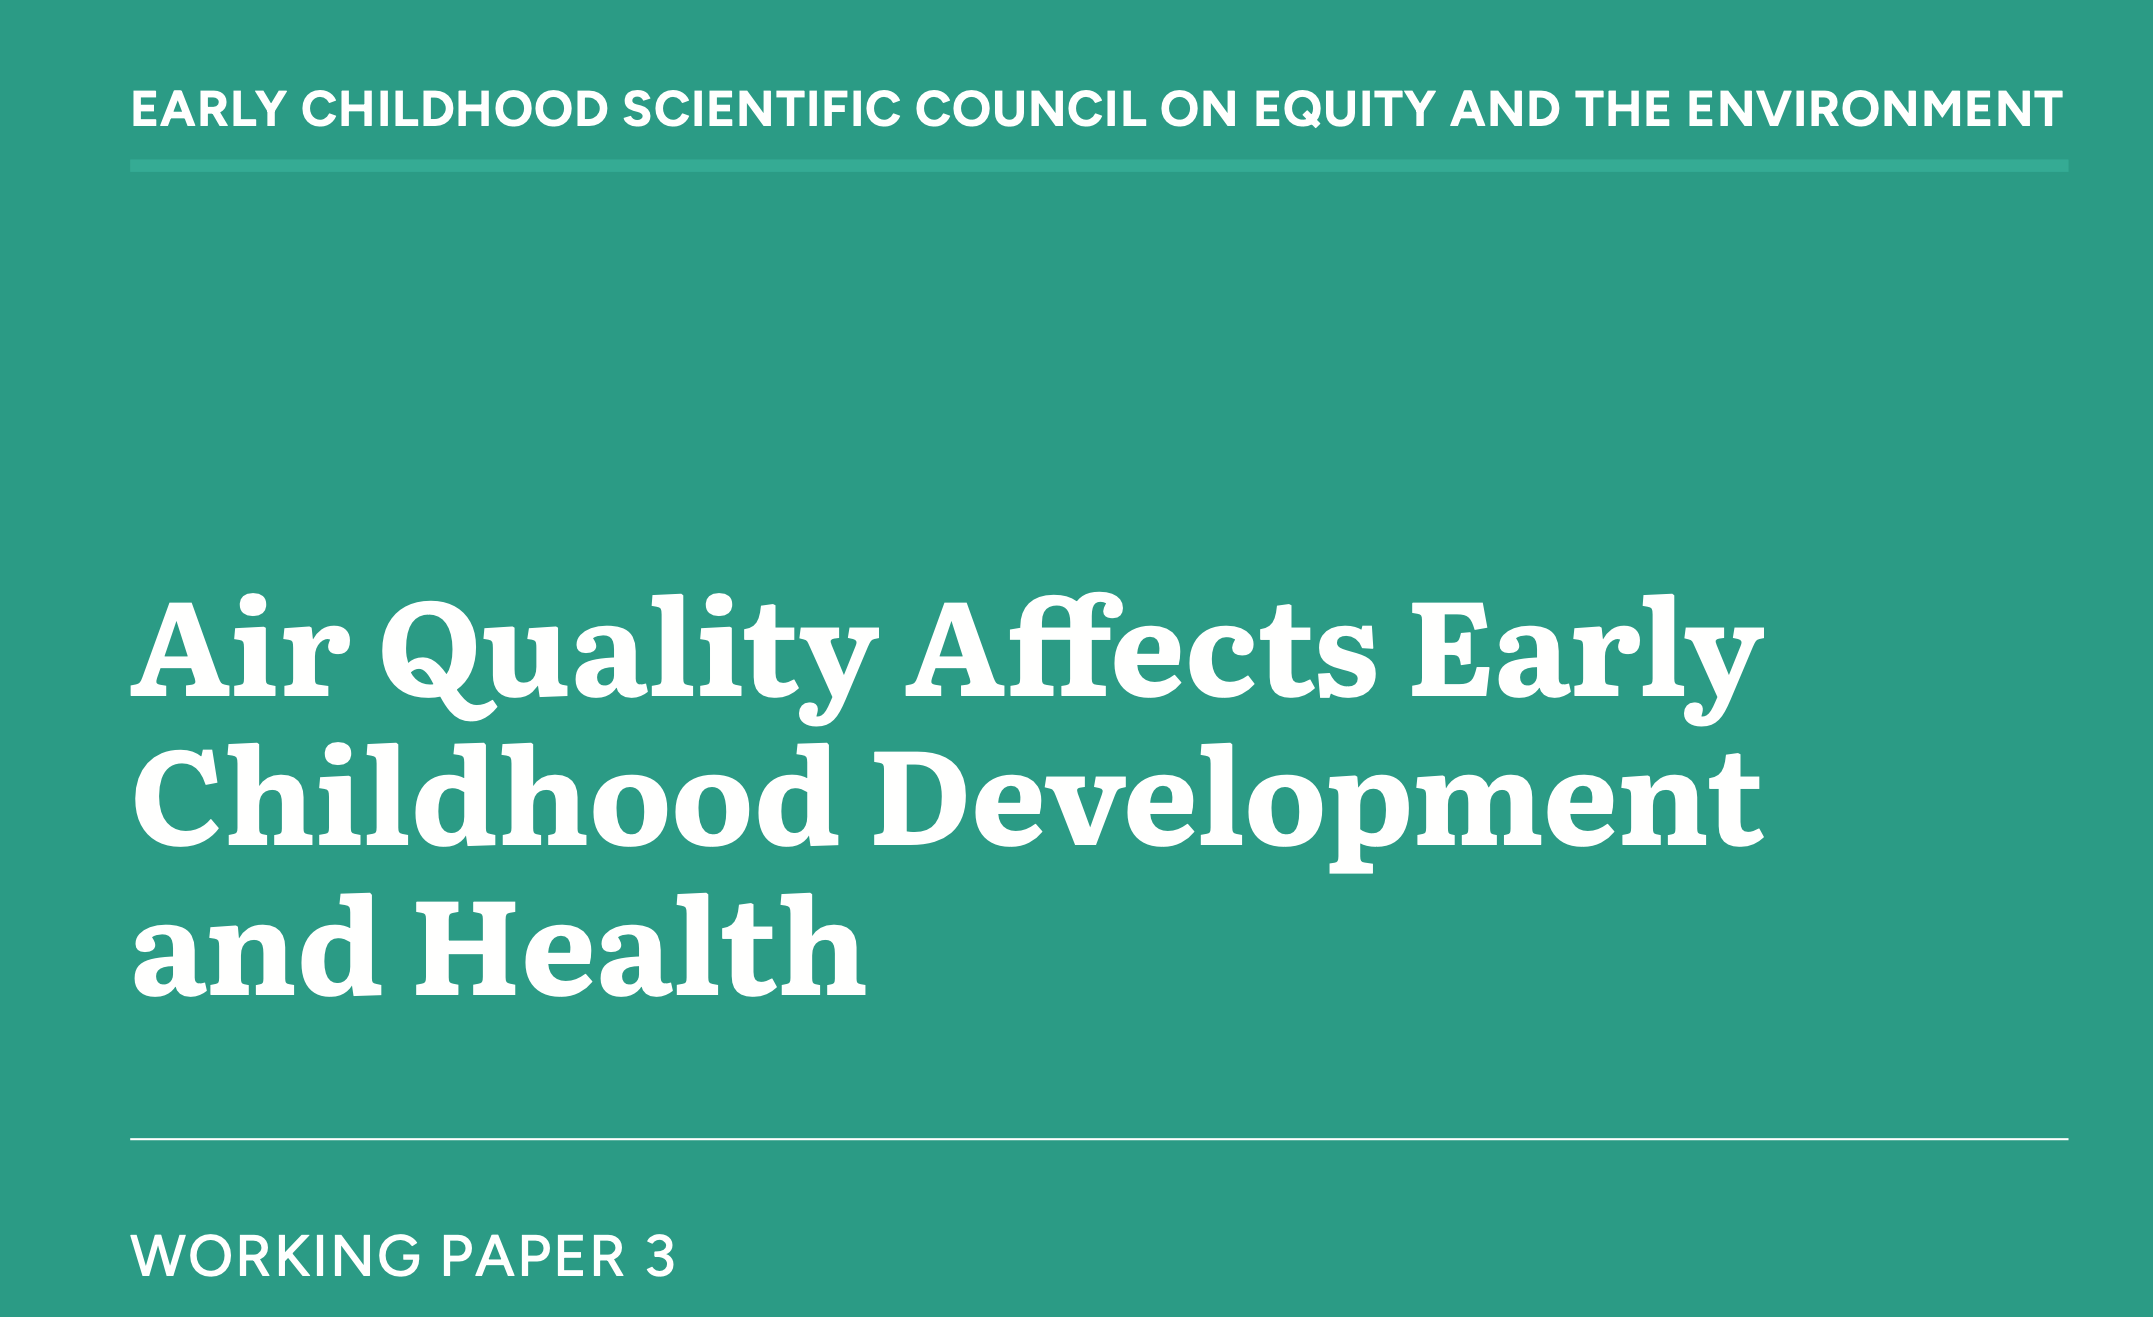 EARLY CHILDHOOD SCIENTIFIC COUNCIL ON EQUITY AND THE ENVIRONMENT
Air Quality Affects Early
Childhood Development
and Health
WORKING PAPER 3